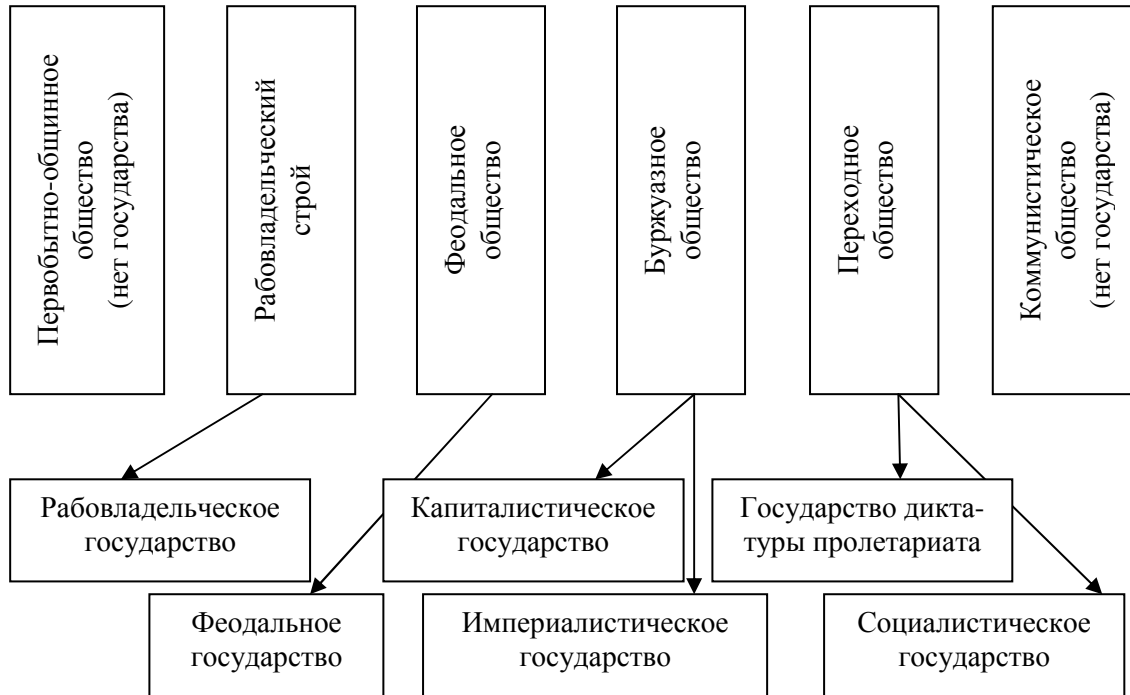 Первобытно-общинное
общество
(нет государства)
Рабовладельческий
строй
Феодальное
общество
Буржуазное
общество
Переходное
общество
Коммунистическое
общество
(нет государства)
Рабовладельческое
государство
Капиталистическое
государство
Государство дикта-
туры пролетариата
Феодальное
государство
Империалистическое
государство
Социалистическое
государство